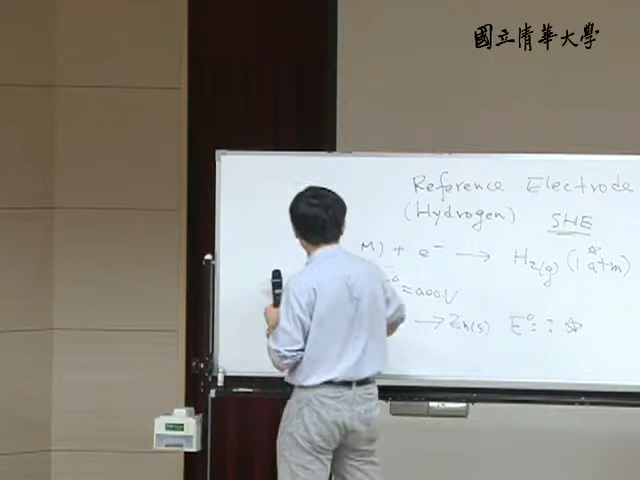 國立清華大學
Reference Electrode
(Hydrogen) SHE
M) + e⁻ → H₂(g) (1 atm)
=0.00V
→ Zn(s) E° = ?